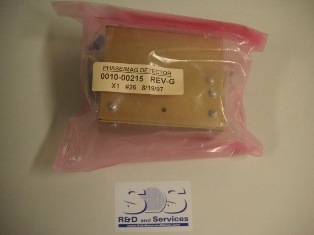 PHASE/MAG DETECTOR
0010-00215 REV-G
X1 #26 8/19/97
SDS
R&D and Services